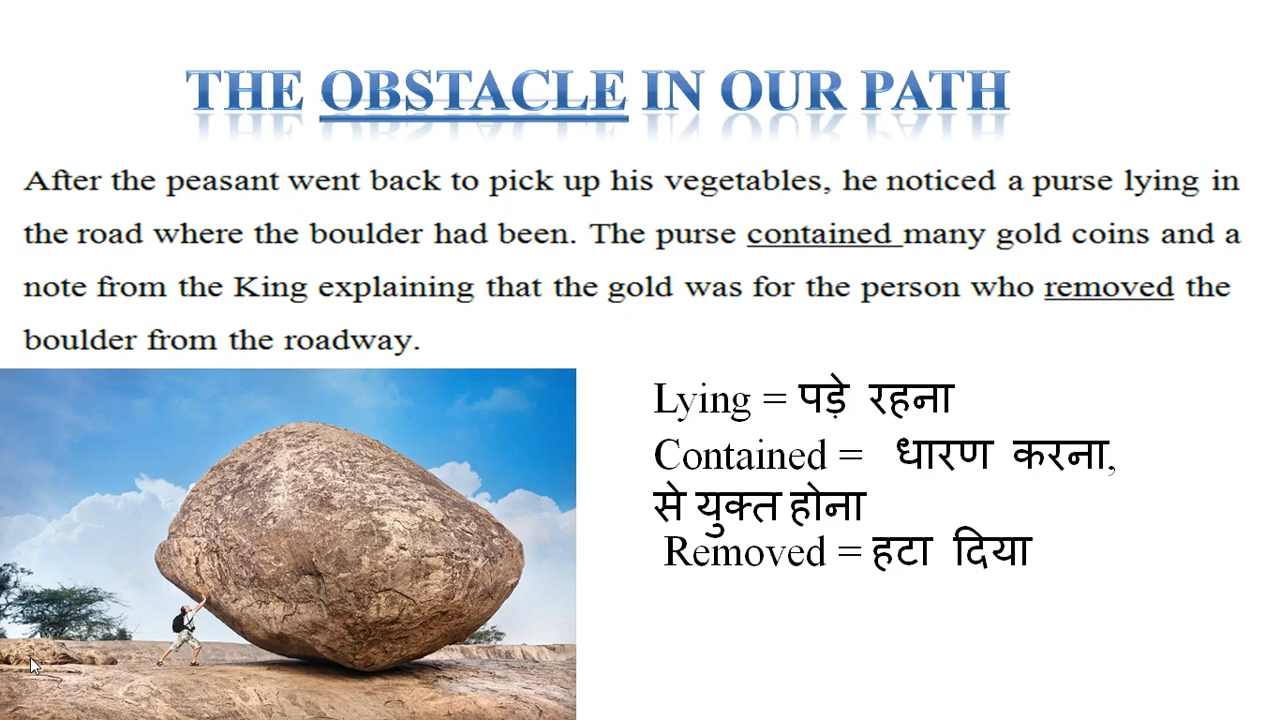 THE OBSTACLE IN OUR PATH
After the peasant went back to pick up his vegetables, he noticed a purse lying in
the road where the boulder had been. The purse contained many gold coins and a
note from the King explaining that the gold was for the person who removed the
boulder from the roadway.
Lying = पड़े रहना
Contained = धारण करना,
से युक्त होना
Removed = हटा दिया